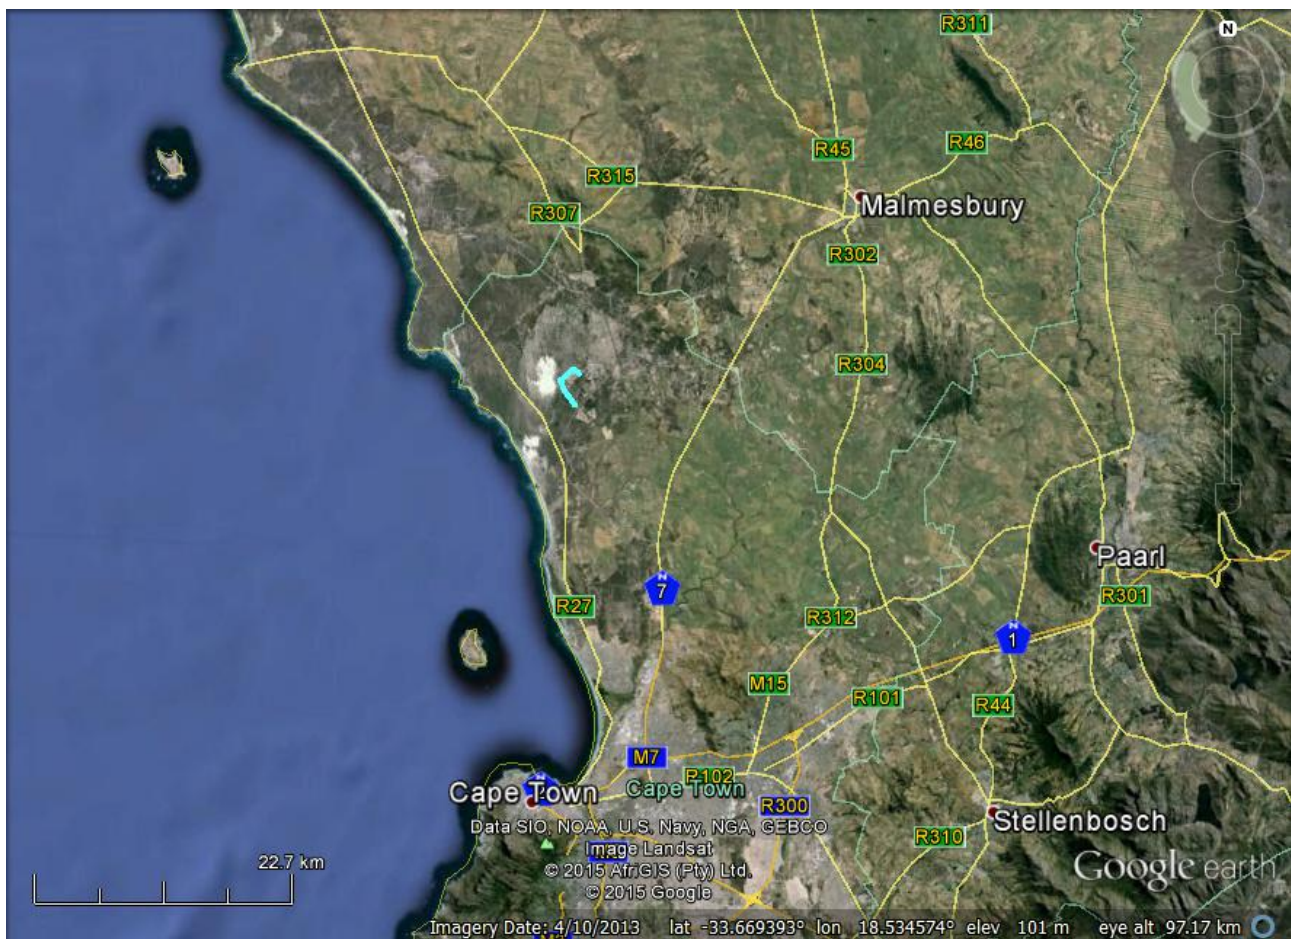 R311
N
R45
R46
R315
Malmesbury
R307
R302
R304
Paarl
N
7
R301
R27
R312
N
1
M15
R101
R44
M7
R102
Cape Town
N
Cape Town
R300
Stellenbosch
Data SIO, NOAA, U.S. Navy, NGA, GEBCO
R310
Image Landsat
22.7 km
© 2015 AfriGIS (Pty) Ltd.
Google earth
© 2015 Google
Imagery Date: 4/10/2013 lat -33.669393° lon 18.534574° elev 101 m eye alt 97.17 km